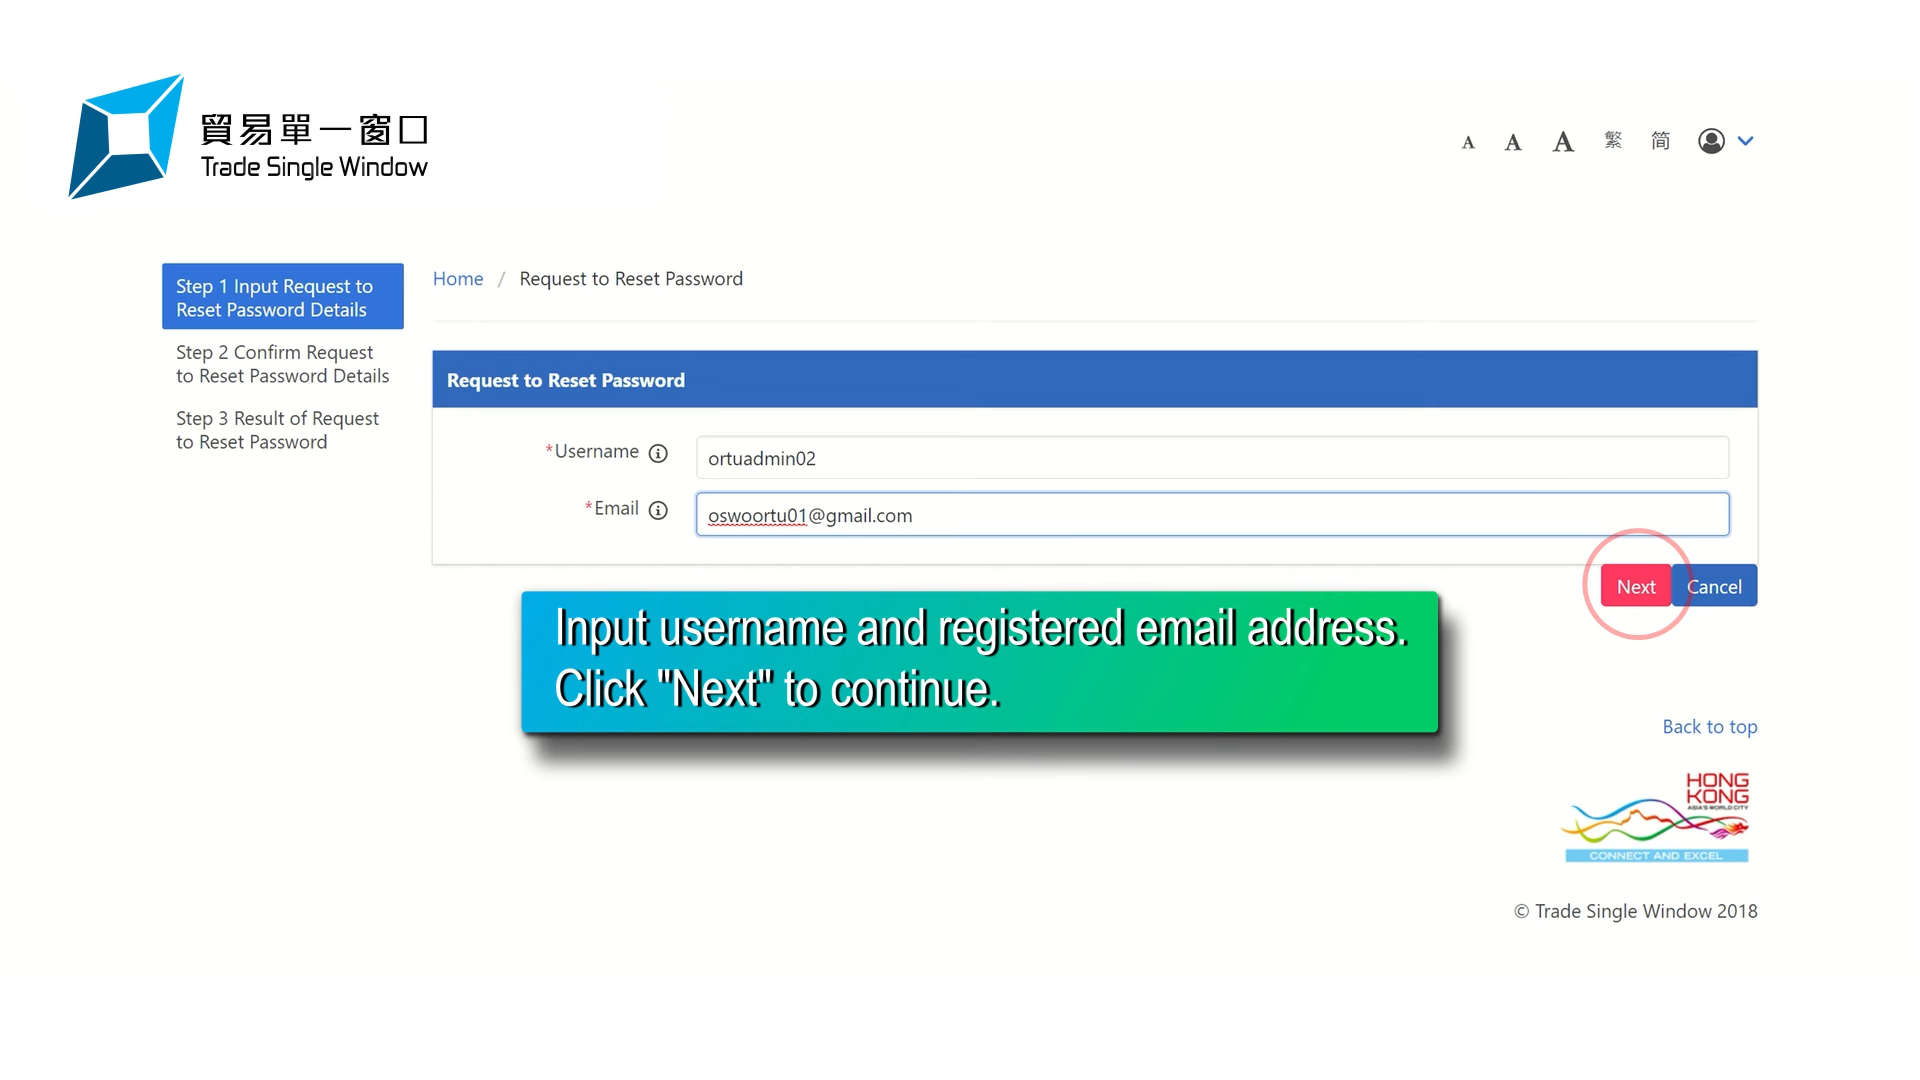 貿易單一窗口
Trade Single Window
A A A 繁 简
Step 1 Input Request to
Reset Password Details
Step 2 Confirm Request
to Reset Password Details
Step 3 Result of Request
to Reset Password
Home / Request to Reset Password
Request to Reset Password
*Username ortuadmin02
*Email oswoortu01@gmail.com
Next Cancel
Input username and registered email address.
Click "Next" to continue.
Back to top
HONG
KONG
ASIA'S WORLD CITY
CONNECT AND EXCEL
© Trade Single Window 2018